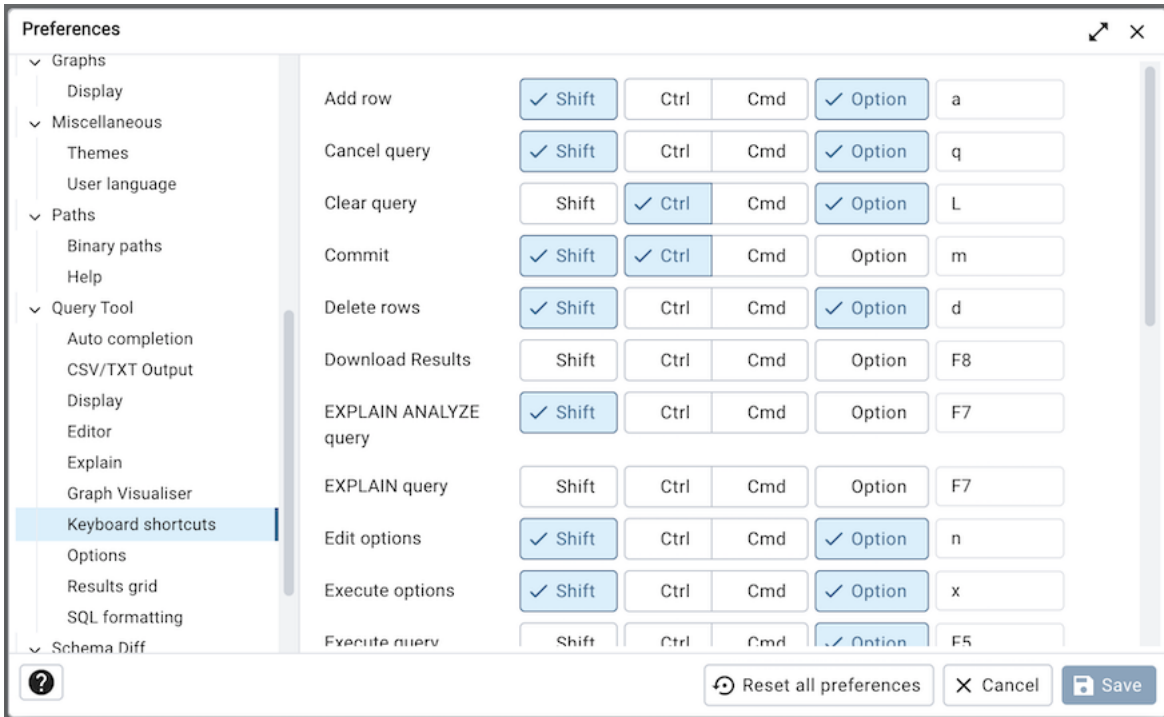 Preferences
Graphs
Display
Miscellaneous
Themes
User language
Paths
Binary paths
Help
Query Tool
Auto completion
CSV/TXT Output
Display
Editor
Explain
Graph Visualiser
Keyboard shortcuts
Options
Results grid
SQL formatting
Schema Diff
Add row Shift Ctrl Cmd Option a
Cancel query Shift Ctrl Cmd Option q
Clear query Shift Ctrl Cmd Option L
Commit Shift Ctrl Cmd Option m
Delete rows Shift Ctrl Cmd Option d
Download Results Shift Ctrl Cmd Option F8
EXPLAIN ANALYZE Shift Ctrl Cmd Option F7
query
EXPLAIN query Shift Ctrl Cmd Option F7
Edit options Shift Ctrl Cmd Option n
Execute options Shift Ctrl Cmd Option x
Execute query Shift Ctrl Cmd Option F5
? Reset all preferences Cancel Save